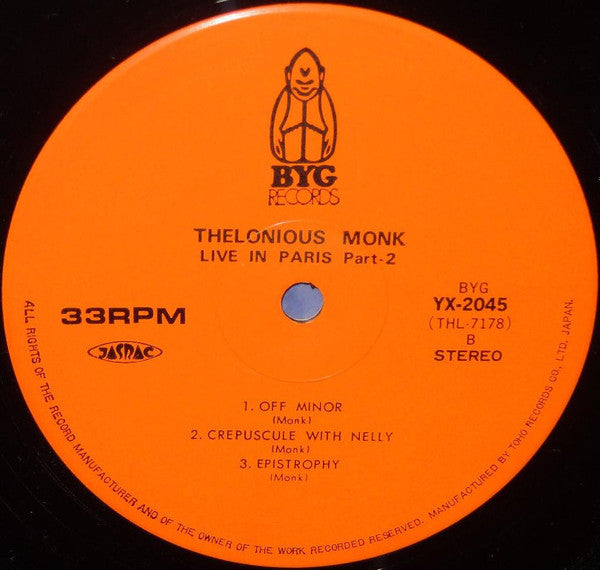 BYG
RECORDS
THELONIOUS MONK
LIVE IN PARIS Part-2
33RPM
JASRAC
BYG
YX-2045
(THL-7178)
B
STEREO
1. OFF MINOR
(Monk)
2. CREPUSCULE WITH NELLY
(Monk)
3. EPISTROPHY
(Monk)
ALL RIGHTS OF THE RECORD MANUFACTURER AND OF THE OWNER OF THE WORK RECORDED RESERVED. MANUFACTURED BY TOHO RECORDS CO., LTD. JAPAN.